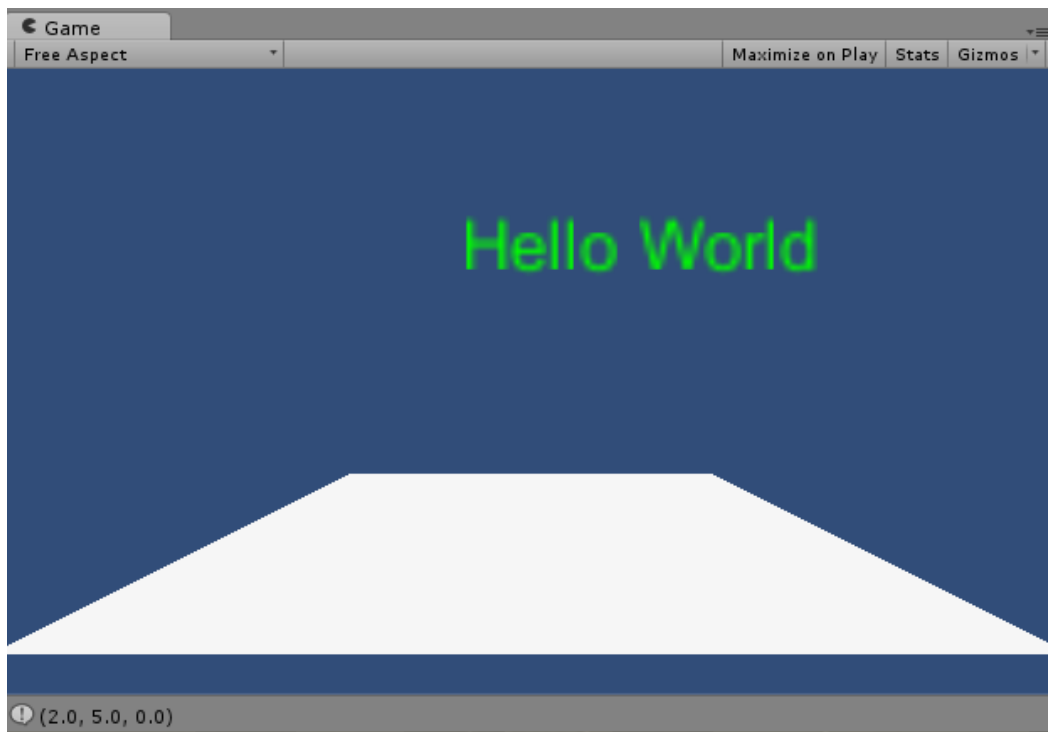 Game
Free Aspect Maximize on Play Stats Gizmos
Hello World
(2.0, 5.0, 0.0)